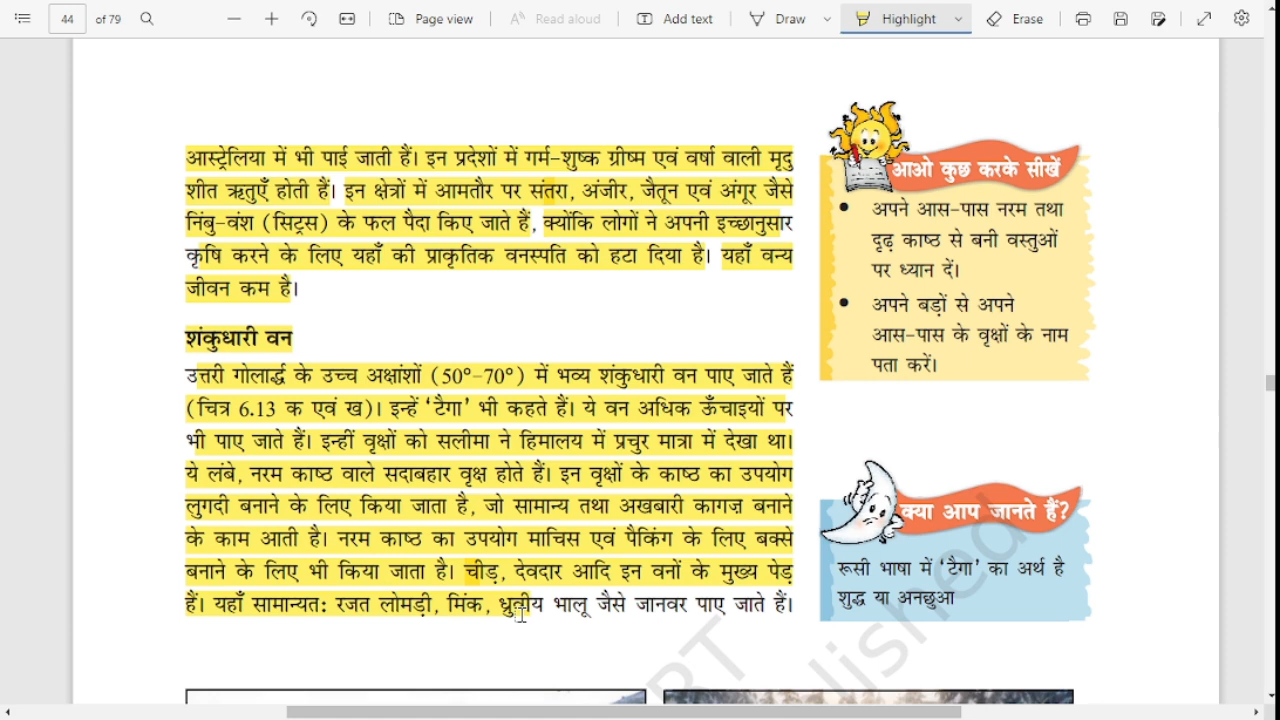 44 of 79 Page view Read aloud Add text Draw Highlight Erase
आस्ट्रेलिया में भी पाई जाती हैं। इन प्रदेशों में गर्म-शुष्क ग्रीष्म एवं वर्षा वाली मृदु
शीत ऋतुएँ होती हैं। इन क्षेत्रों में आमतौर पर संतरा, अंजीर, जैतून एवं अंगूर जैसे
निंबु-वंश (सिट्रस) के फल पैदा किए जाते हैं, क्योंकि लोगों ने अपनी इच्छानुसार
कृषि करने के लिए यहाँ की प्राकृतिक वनस्पति को हटा दिया है। यहाँ वन्य
जीवन कम है।
शंकुधारी वन
उत्तरी गोलार्द्ध के उच्च अक्षांशों (50°-70°) में भव्य शंकुधारी वन पाए जाते हैं
(चित्र 6.13 क एवं ख)। इन्हें ‘टैगा’ भी कहते हैं। ये वन अधिक ऊँचाइयों पर
भी पाए जाते हैं। इन्हीं वृक्षों को सलीमा ने हिमालय में प्रचुर मात्रा में देखा था।
ये लंबे, नरम काष्ठ वाले सदाबहार वृक्ष होते हैं। इन वृक्षों के काष्ठ का उपयोग
लुगदी बनाने के लिए किया जाता है, जो सामान्य तथा अखबारी कागज़ बनाने
के काम आती है। नरम काष्ठ का उपयोग माचिस एवं पैकिंग के लिए बक्से
बनाने के लिए भी किया जाता है। चीड़, देवदार आदि इन वनों के मुख्य पेड़
हैं। यहाँ सामान्यत: रजत लोमड़ी, मिंक, ध्रुवीय भालू जैसे जानवर पाए जाते हैं।
आओ कुछ करके सीखें
• अपने आस-पास नरम तथा
दृढ़ काष्ठ से बनी वस्तुओं
पर ध्यान दें।
• अपने बड़ों से अपने
आस-पास के वृक्षों के नाम
पता करें।
क्या आप जानते हैं?
रूसी भाषा में ‘टैगा’ का अर्थ है
शुद्ध या अनछुआ